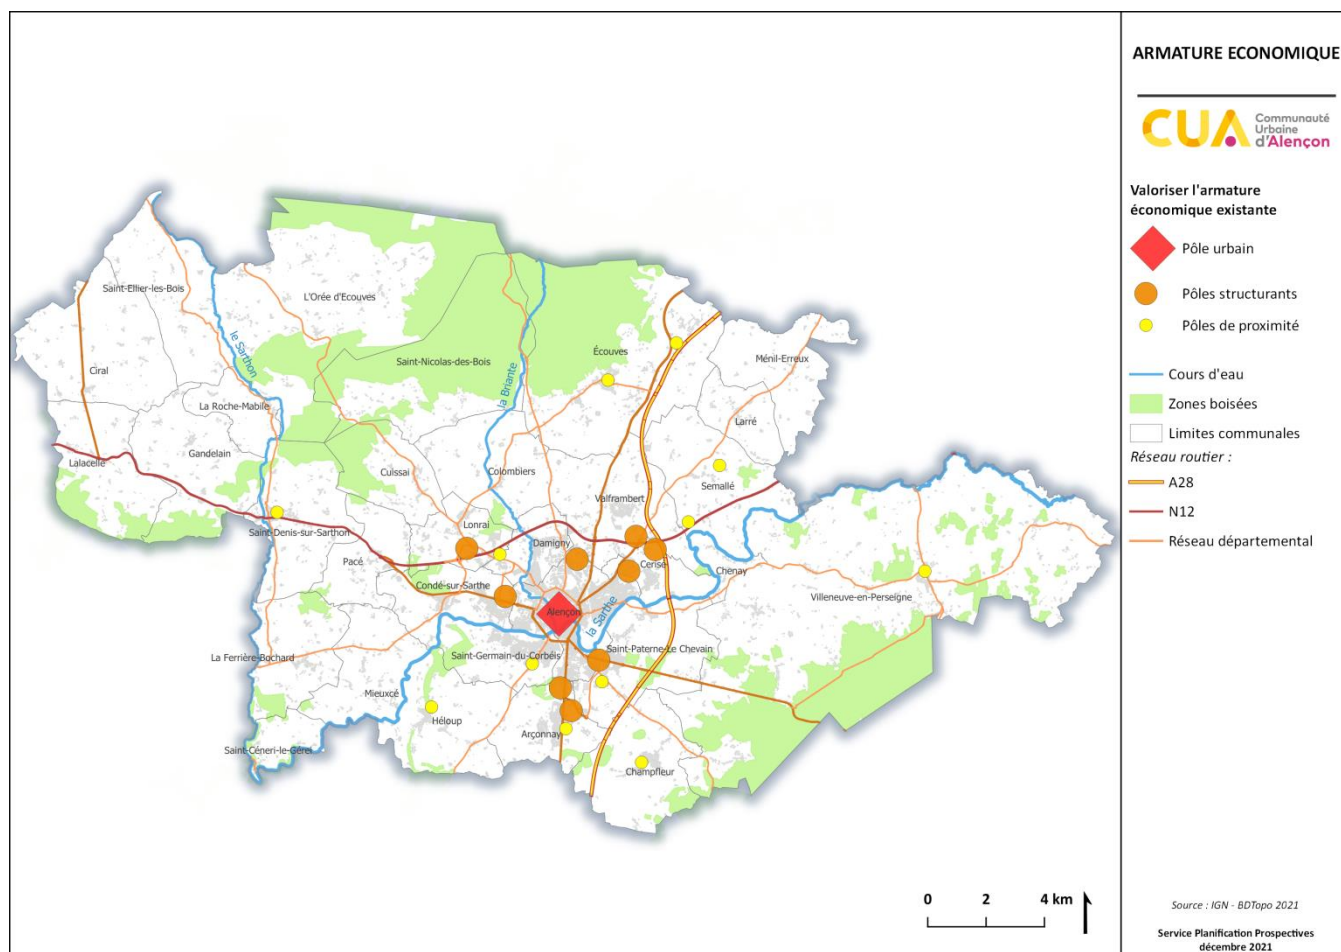 ARMATURE ECONOMIQUE
CUA
Communauté
Urbaine
d'Alençon
Valoriser l'armature
économique existante
Pôle urbain
Pôles structurants
Pôles de proximité
Cours d'eau
Zones boisées
Limites communales
Réseau routier :
A28
N12
Réseau départemental
Saint-Ellier-les-Bois
L'Orée d'Ecouves
le Sarthon
Saint-Nicolas-des-Bois
la Briante
Écouves
Ménil-Erreux
Ciral
La Roche-Mabile
Larré
Lalacelle
Gandelain
Cuissai
Colombiers
Semallé
Valframbert
Lonrai
Saint-Denis-sur-Sarthon
Damigny
Pacé
Cerisé
Chenay
Condé-sur-Sarthe
Villeneuve-en-Perseigne
Alençon
la Sarthe
La Ferrière-Bochard
Saint-Germain-du-Corbéis
Saint-Paterne-Le Chevain
Mieuxcé
Héloup
Arçonnay
Saint-Céneri-le-Gérei
Champfleur
0 2 4 km
Source : IGN - BDTopo 2021
Service Planification Prospectives
décembre 2021